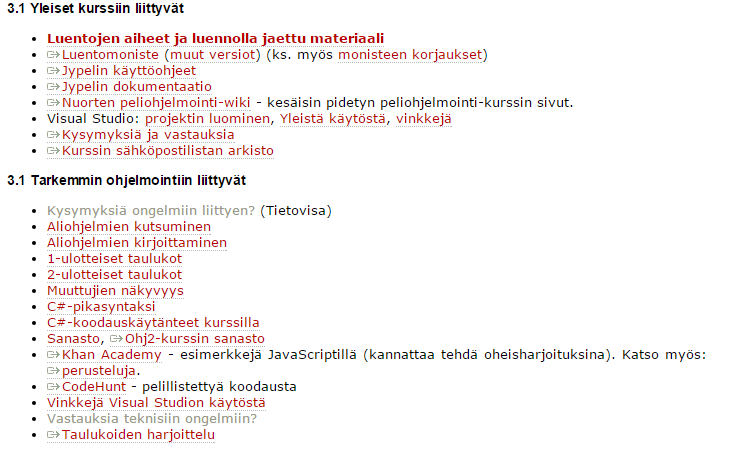 3.1 Yleiset kurssiin liittyvät
Luentojen aiheet ja luennolla jaettu materiaali
Luentomoniste (muut versiot) (ks. myös monisteen korjaukset)
Jypelin käyttöohjeet
Jypelin dokumentaatio
Nuorten peliohjelmointi-wiki - kesäisin pidetyn peliohjelmointi-kurssin sivut.
Visual Studio: projektin luominen, Yleistä käytöstä, vinkkejä
Kysymyksiä ja vastauksia
Kurssin sähköpostilistan arkisto
3.1 Tarkemmin ohjelmointiin liittyvät
Kysymyksiä ongelmiin liittyen? (Tietovisa)
Aliohjelmien kutsuminen
Aliohjelmien kirjoittaminen
1-ulotteiset taulukot
2-ulotteiset taulukot
Muuttujien näkyvyys
C#-pikasyntaksi
C#-koodauskäytänteet kurssilla
Sanasto, Ohj2-kurssin sanasto
Khan Academy - esimerkkejä JavaScriptillä (kannattaa tehdä oheisharjoituksina). Katso myös:
perusteluja.
CodeHunt - pelillistettyä koodausta
Vinkkejä Visual Studion käytöstä
Vastauksia teknisiin ongelmiin?
Taulukoiden harjoittelu